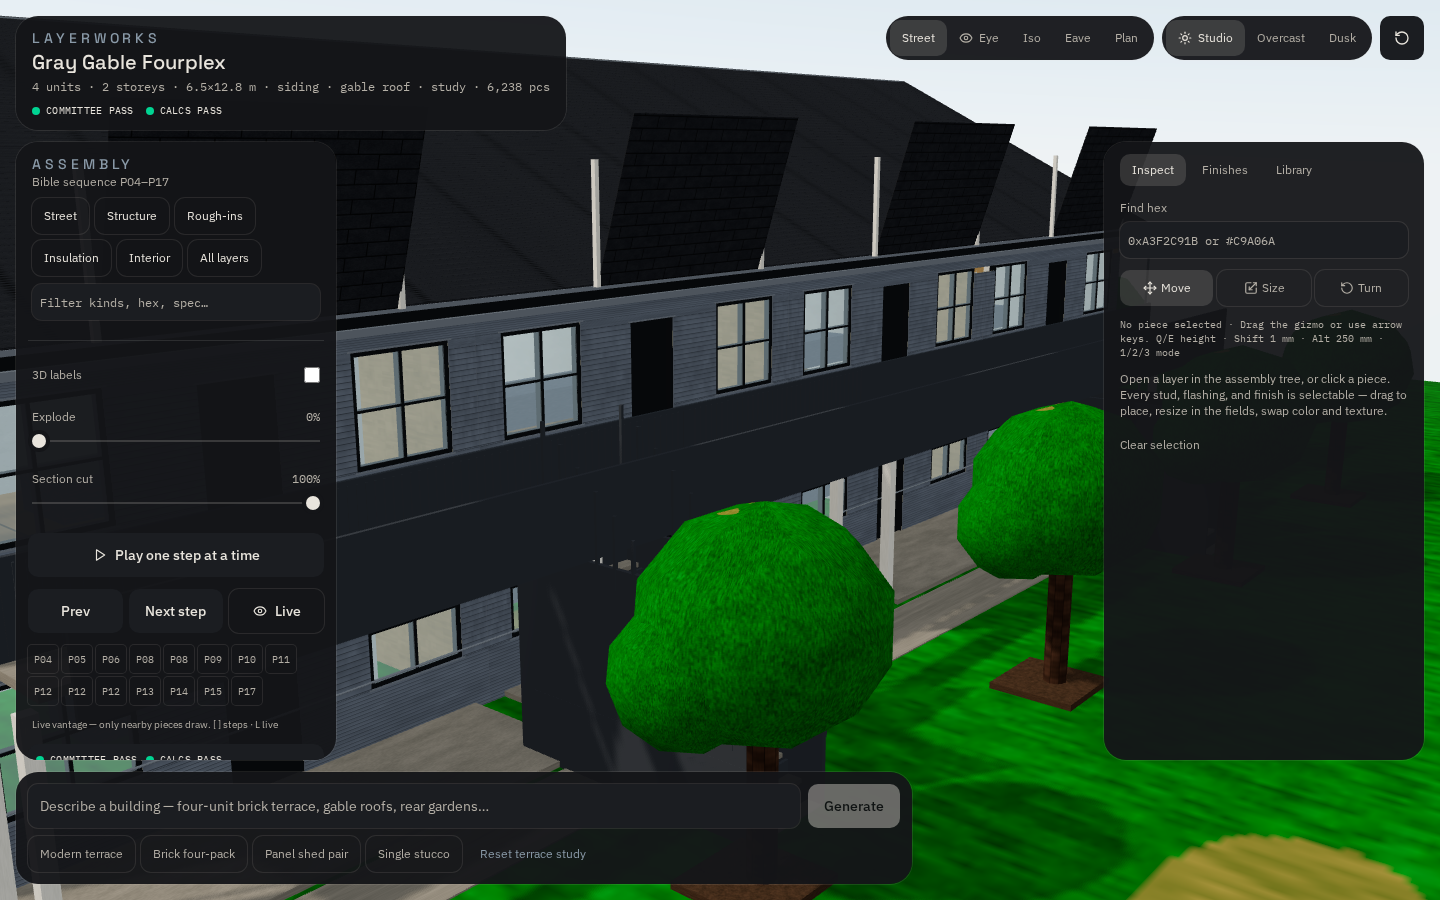 LAYERWORKS
Gray Gable Fourplex
4 units · 2 storeys · 6.5×12.8 m · siding · gable roof · study · 6,238 pcs
COMMITTEE PASS CALCS PASS
Street Eye Iso Eave Plan
Studio Overcast Dusk
ASSEMBLY
Bible sequence P04—P17
Street Structure Rough-ins
Insulation Interior All layers
Filter kinds, hex, spec…
3D labels
Explode 0%
Section cut 100%
Play one step at a time
Prev Next step Live
P04 P05 P06 P08 P08 P09 P10 P11
P12 P12 P12 P13 P14 P15 P17
Live vantage — only nearby pieces draw. [ ] steps · L live
COMMITTEE PASS CALCS PASS
Inspect Finishes Library
Find hex
0xA3F2C91B or #C9A06A
Move Size Turn
No piece selected · Drag the gizmo or use arrow
keys. Q/E height · Shift 1 mm · Alt 250 mm ·
1/2/3 mode
Open a layer in the assembly tree, or click a piece.
Every stud, flashing, and finish is selectable — drag to
place, resize in the fields, swap color and texture.
Clear selection
Describe a building — four-unit brick terrace, gable roofs, rear gardens...
Generate
Modern terrace Brick four-pack Panel shed pair Single stucco Reset terrace study